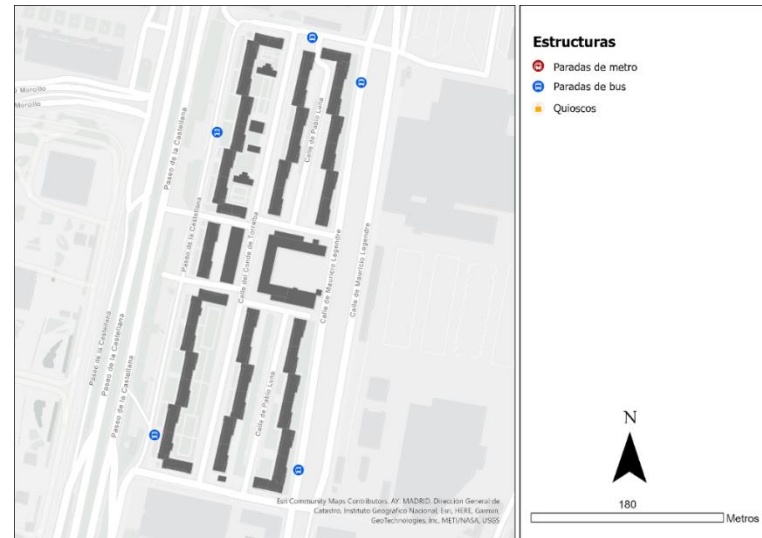 Estructuras
Paradas de metro
Paradas de bus
Quioscos
Morcillo
Morcillo
Paseo de la Castellana
Calle de Pablo Luna
Paseo de la Castellana
Calle del Conde de Torralba
Calle de Mauricio Legendre
Calle de Mauricio Legendre
Paseo de la Castellana
Paseo de la Castellana
Paseo de la Castellana
Calle de Pablo Luna
Esri Community Maps Contributors, AY. MADRID, Dirección General de
Catastro, Instituto Geográfico Nacional, Esri, HERE, Garmin,
GeoTechnologies, Inc, METI/NASA, USGS
N
180
Metros